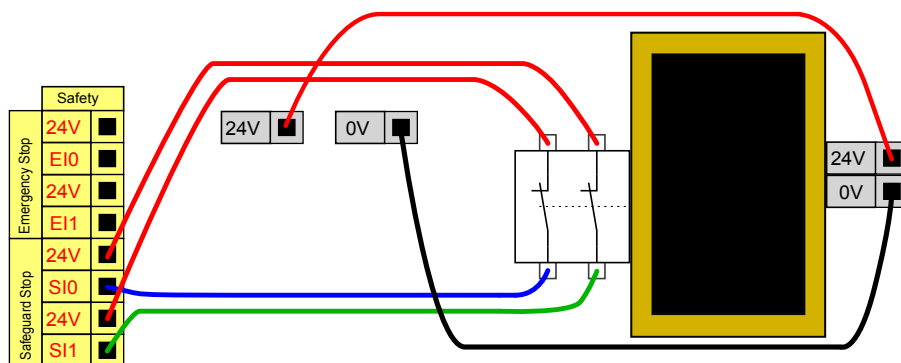 Safety
Emergency Stop
24V
EI0
24V
EI1
Safeguard Stop
24V
SI0
24V
SI1
24V
0V
24V
0V